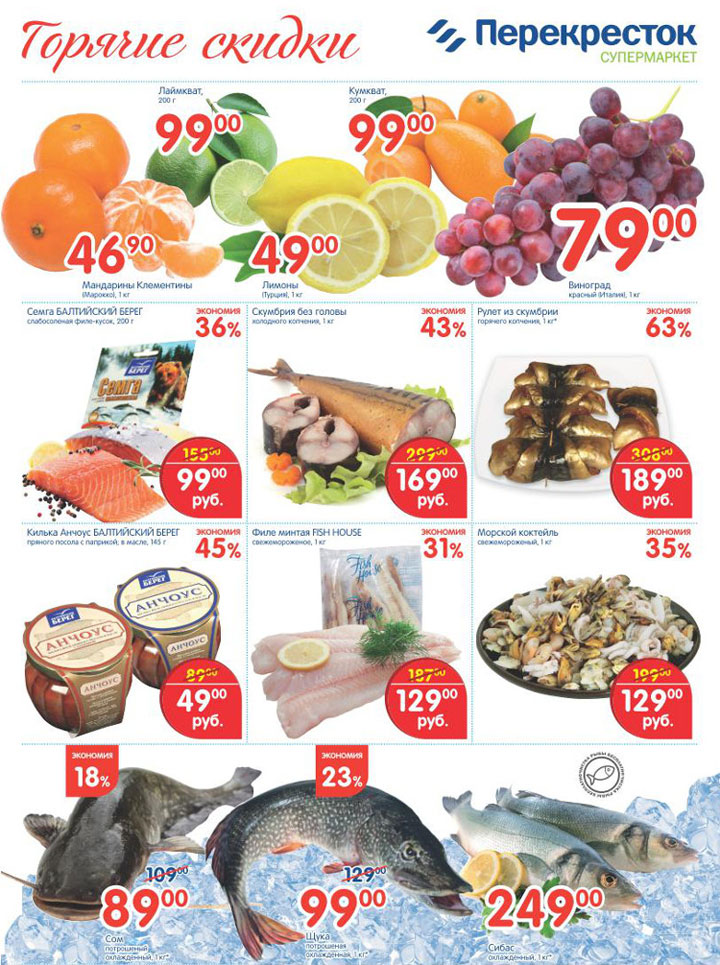 Горячие скидки
Перекресток
СУПЕРМАРКЕТ
Лаймкват,
200 г
99 00
Кумкват,
200 г
99 00
46 90
Мандарины Клементины
(Марокко), 1 кг
49 00
Лимоны
(Турция), 1 кг
79 00
Виноград
красный (Италия), 1 кг
Семга БАЛТИЙСКИЙ БЕРЕГ
слабосоленая филе-кусок, 200 г
ЭКОНОМИЯ
36%
БЕРЕГ
Семга
155 00
99 00
руб.
Скумбрия без головы
холодного копчения, 1 кг
ЭКОНОМИЯ
43%
299 00
169 00
руб.
Рулет из скумбрии
горячего копчения, 1 кг*
ЭКОНОМИЯ
63%
508 00
189 00
руб.
Килька Анчоус БАЛТИЙСКИЙ БЕРЕГ
пряного посола с паприкой; в масле, 145 г
ЭКОНОМИЯ
45%
БЕРЕГ
АНЧОУС
АНЧОУС
БЕРЕГ
АНЧОУС
АНЧОУС
89 00
49 00
руб.
Филе минтая FISH HOUSE
свежемороженое, 1 кг
ЭКОНОМИЯ
31%
Fish
House
187 00
129 00
руб.
Морской коктейль
свежемороженый, 1 кг
ЭКОНОМИЯ
35%
199 00
129 00
руб.
ЭКОНОМИЯ
18%
109 00
89 00
Сом
потрошеный
охлажденный, 1 кг*
ЭКОНОМИЯ
23%
129 00
99 00
Щука
потрошеная
охлажденная, 1 кг*
249 00
Сибас
охлажденный, 1 кг*